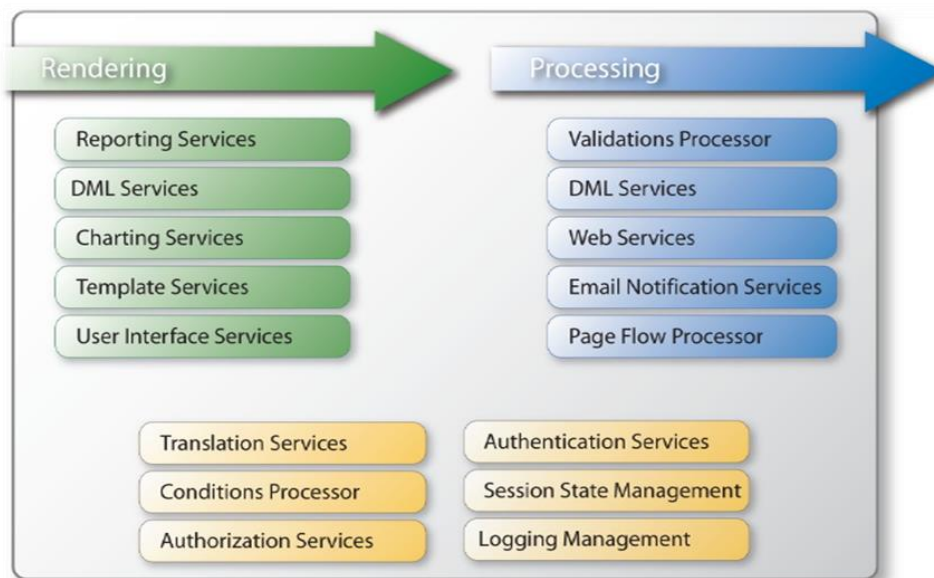 Rendering
Processing
Reporting Services
DML Services
Charting Services
Template Services
User Interface Services
Validations Processor
DML Services
Web Services
Email Notification Services
Page Flow Processor
Translation Services
Conditions Processor
Authorization Services
Authentication Services
Session State Management
Logging Management